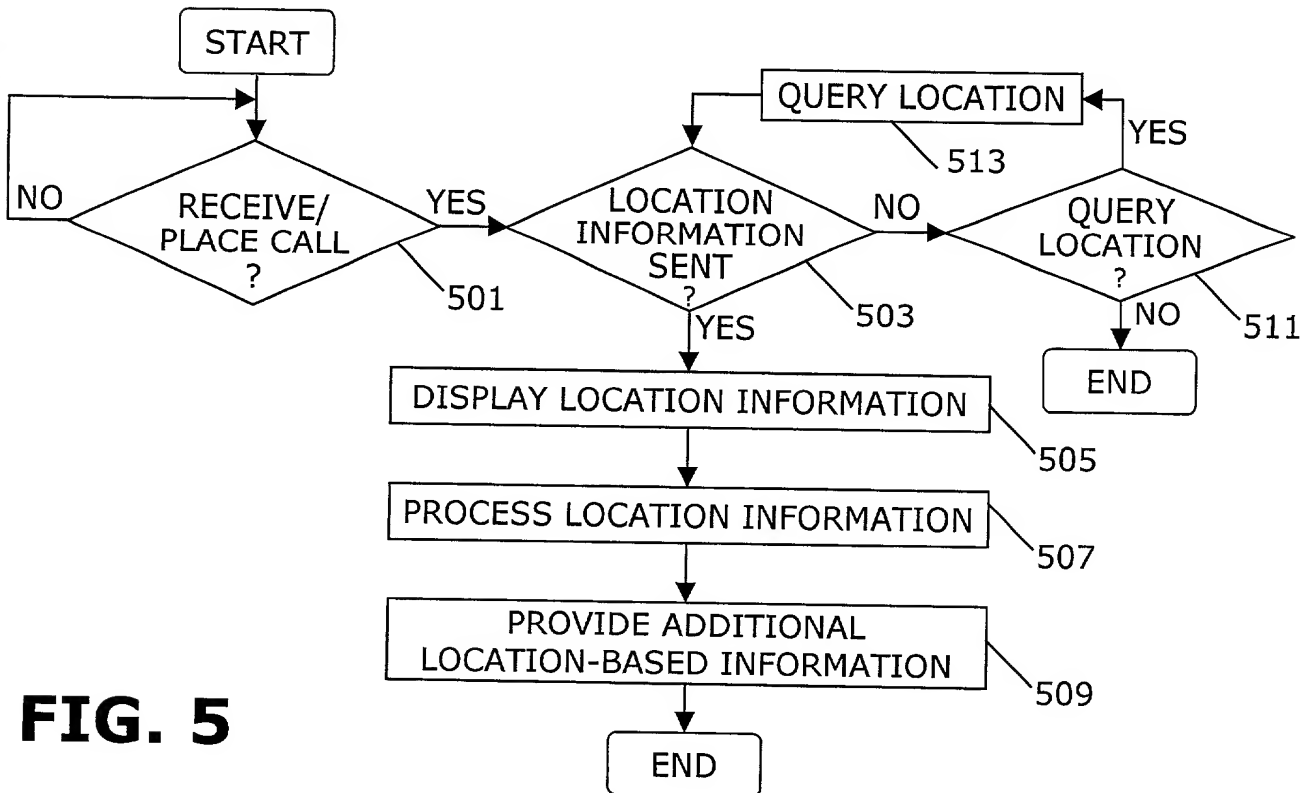 START
QUERY LOCATION
513
YES
NO
RECEIVE/
PLACE CALL
?
501
YES
LOCATION
INFORMATION
SENT
?
503
NO
QUERY
LOCATION
?
511
YES
NO
END
DISPLAY LOCATION INFORMATION
505
PROCESS LOCATION INFORMATION
507
PROVIDE ADDITIONAL
LOCATION-BASED INFORMATION
509
END
FIG. 5